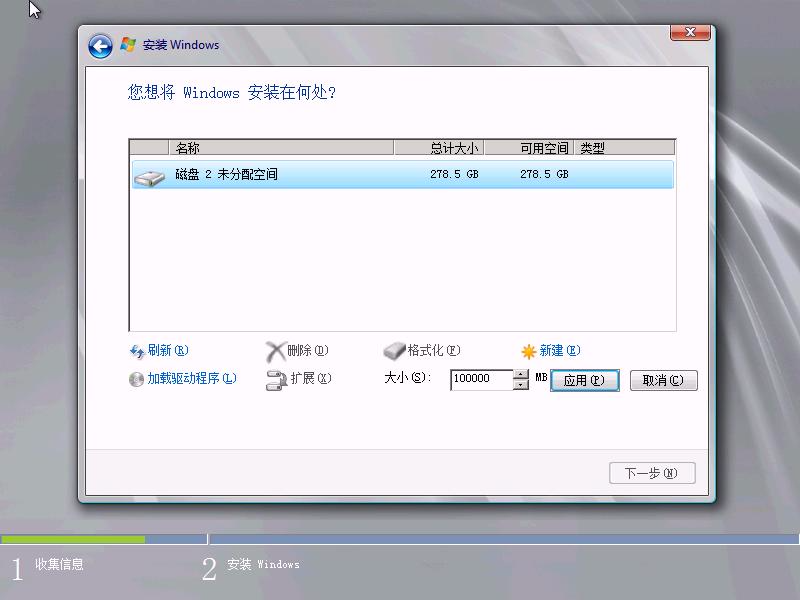 安装 Windows
您想将 Windows 安装在何处?
名称 总计大小 可用空间 类型
磁盘 2 未分配空间 278.5 GB 278.5 GB
刷新(R) 删除(D) 格式化(F) 新建(E)
加载驱动程序(L) 扩展(X) 大小(S): 100000 MB 应用(P) 取消(C)
下一步(N)
1 收集信息 2 安装 Windows